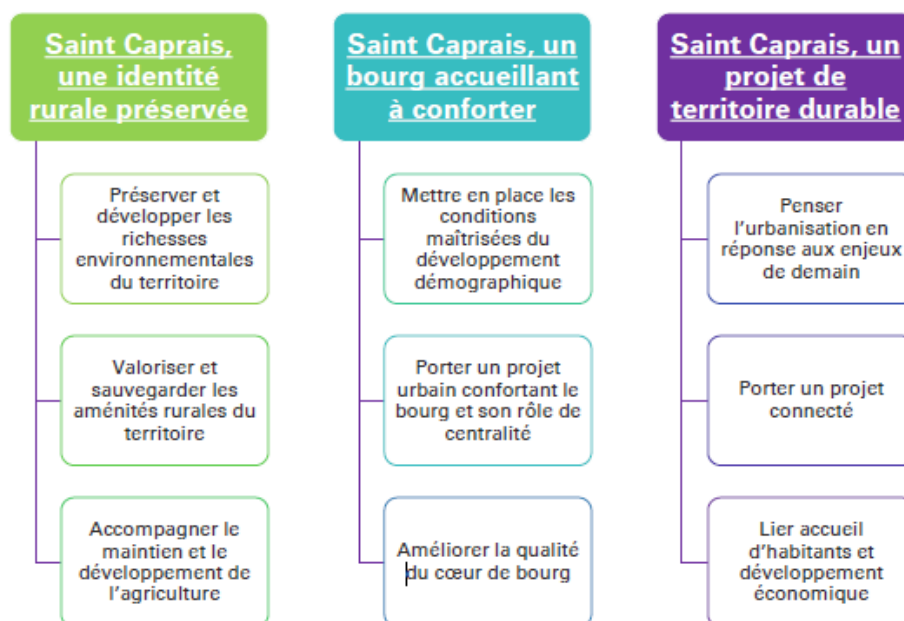 Saint Caprais,
une identité
rurale préservée
Préserver et
développer les
richesses
environnementales
du territoire
Valoriser et
sauvegarder les
aménités rurales du
territoire
Accompagner le
maintien et le
développement de
l'agriculture
Saint Caprais, un
bourg accueillant
à conforter
Mettre en place les
conditions
maîtrisées du
développement
démographique
Porter un projet
urbain confortant le
bourg et son rôle de
centralité
Améliorer la qualité
du cœur de bourg
Saint Caprais, un
projet de
territoire durable
Penser
l'urbanisation en
réponse aux enjeux
de demain
Porter un projet
connecté
Lier accueil
d'habitants et
développement
économique